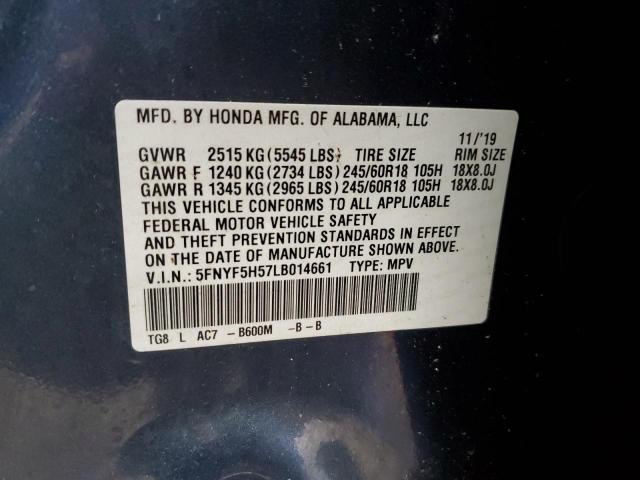 MFD. BY HONDA MFG. OF ALABAMA, LLC
11/'19
GVWR 2515 KG(5545 LBS) TIRE SIZE RIM SIZE
GAWR F 1240 KG(2734 LBS) 245/60R18 105H 18X8.0J
GAWR R 1345 KG(2965 LBS) 245/60R18 105H 18X8.0J
THIS VEHICLE CONFORMS TO ALL APPLICABLE
FEDERAL MOTOR VEHICLE SAFETY
AND THEFT PREVENTION STANDARDS IN EFFECT
ON THE DATE OF MANUFACTURE SHOWN ABOVE.
V.I.N.: 5FNYF5H57LB014661 TYPE: MPV
TG8 L AC7 -B600M -B-B